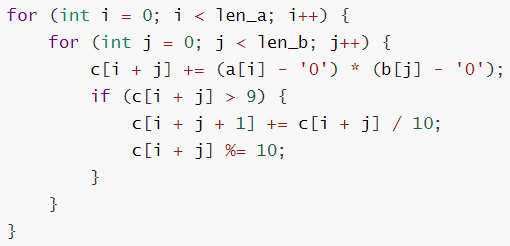 for (int i = 0; i < len_a; i++) {
    for (int j = 0; j < len_b; j++) {
        c[i + j] += (a[i] - '0') * (b[j] - '0');
        if (c[i + j] > 9) {
            c[i + j + 1] += c[i + j] / 10;
            c[i + j] %= 10;
        }
    }
}